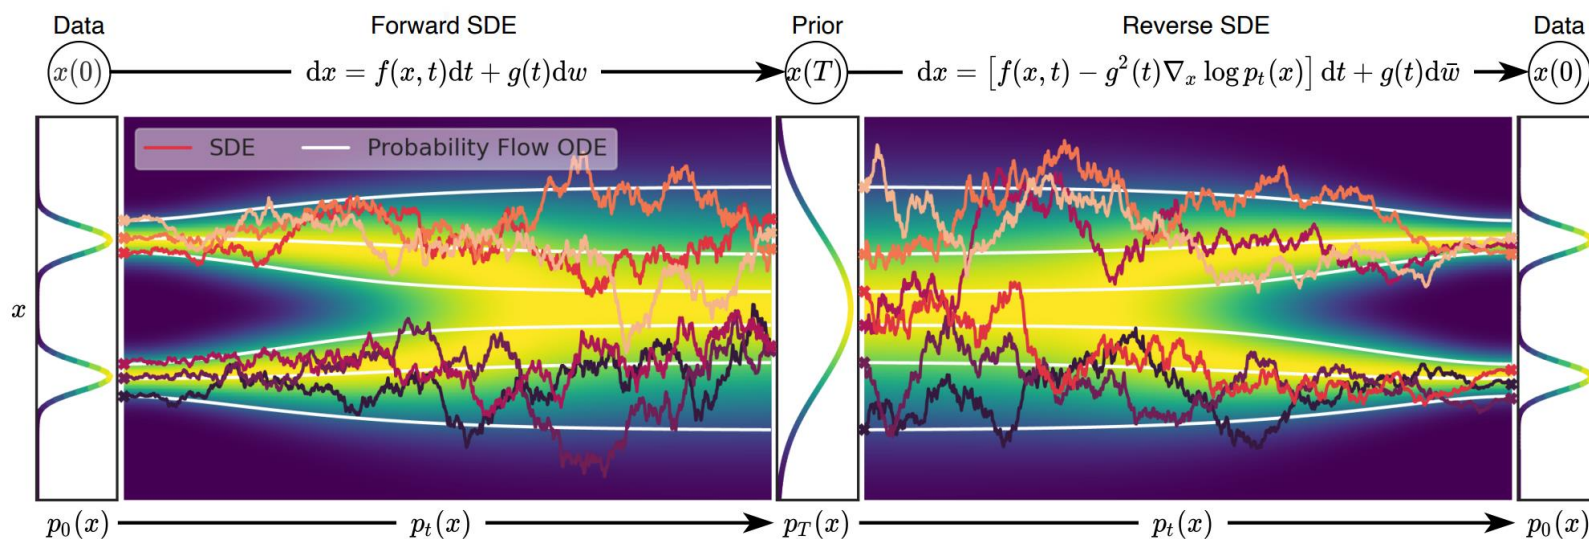 Data Forward SDE Prior Reverse SDE Data
x(0) dx = f(x, t)dt + g(t)dw x(T) dx = [f(x, t) − g²(t)∇ₓ log pₜ(x)] dt + g(t)dw̄ x(0)
SDE Probability Flow ODE
x
p₀(x) pₜ(x) p_T(x) pₜ(x) p₀(x)